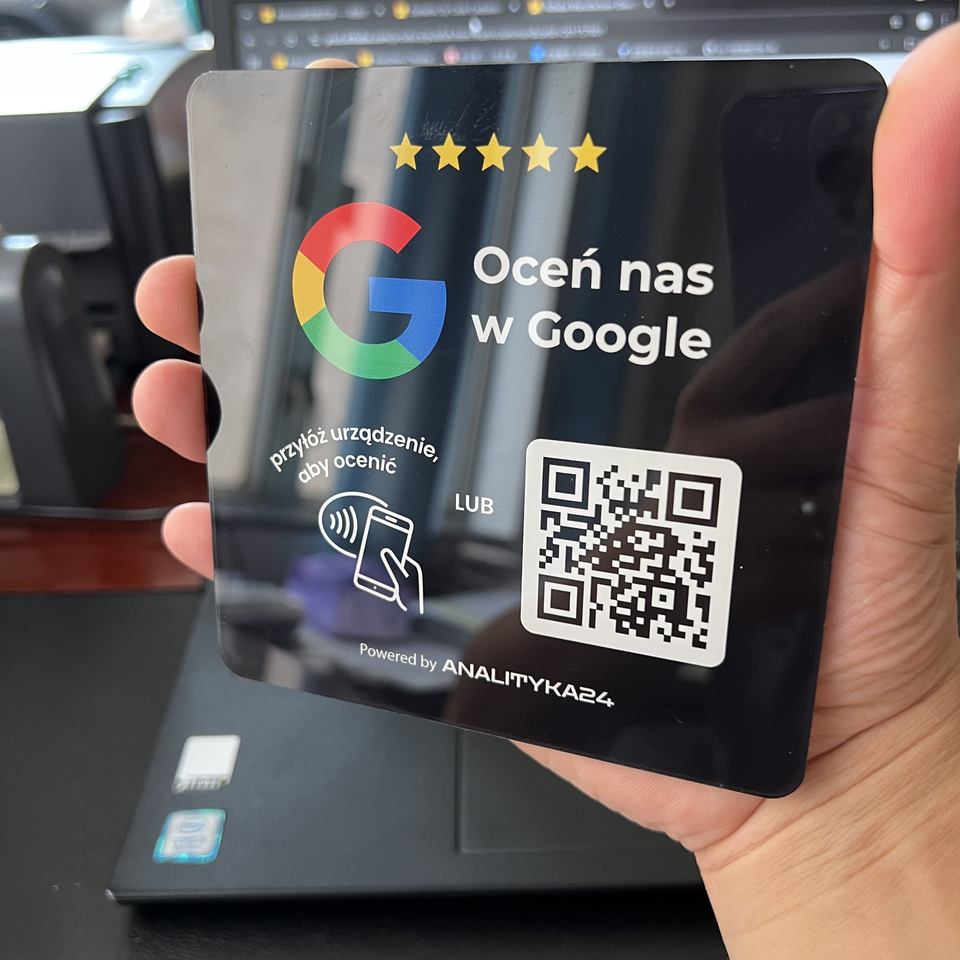 Oceń nas
w Google
przyłóż urządzenie,
aby ocenić
LUB
Powered by ANALITYKA24